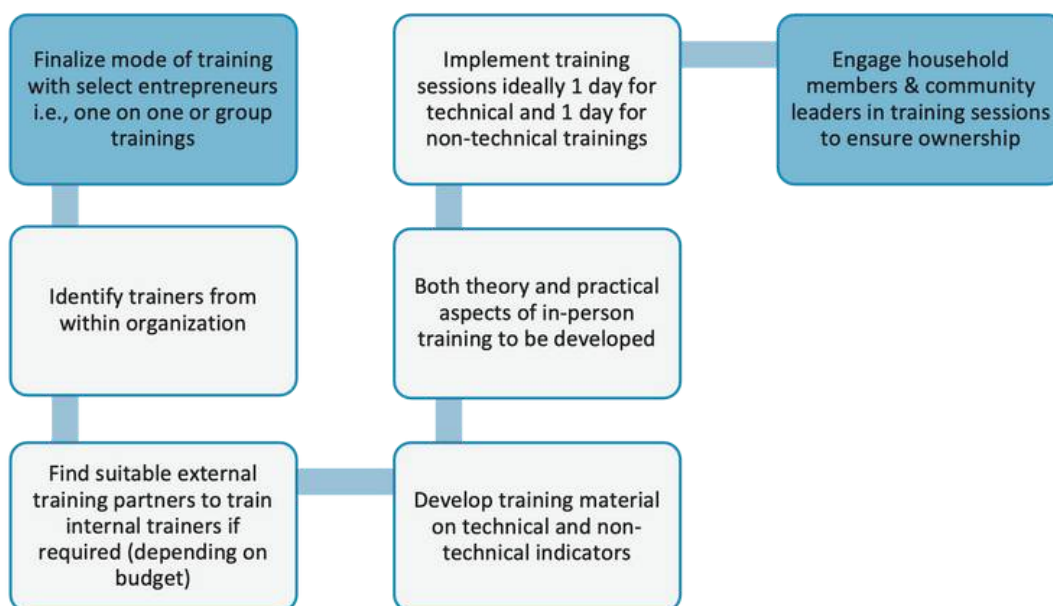 Finalize mode of training
with select entrepreneurs
i.e., one on one or group
trainings
Identify trainers from
within organization
Find suitable external
training partners to train
internal trainers if
required (depending on
budget)
Develop training material
on technical and non-
technical indicators
Both theory and practical
aspects of in-person
training to be developed
Implement training
sessions ideally 1 day for
technical and 1 day for
non-technical trainings
Engage household
members & community
leaders in training sessions
to ensure ownership